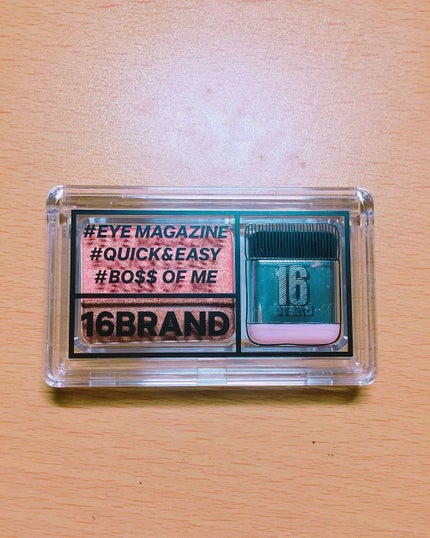 #EYE MAGAZINE
#QUICK&EASY
#BO$$ OF ME
16BRAND
16